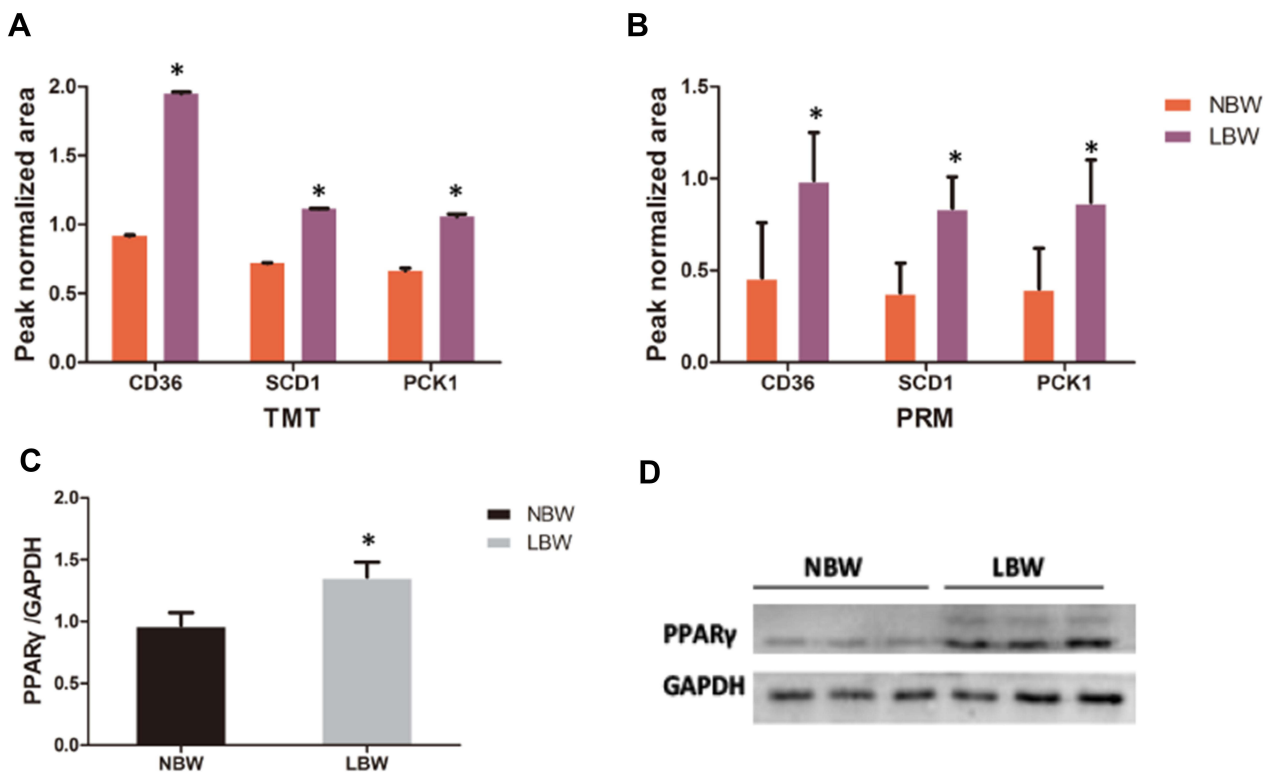 A
Peak normalized area
2.0
1.5
1.0
0.5
0.0
*
*
*
CD36 SCD1 PCK1
TMT
B
Peak normalized area
1.5
1.0
0.5
0.0
*
*
*
CD36 SCD1 PCK1
PRM
NBW
LBW
C
PPARγ /GAPDH
2.0
1.5
1.0
0.5
0.0
*
NBW LBW
NBW
LBW
D
NBW LBW
PPARγ
GAPDH